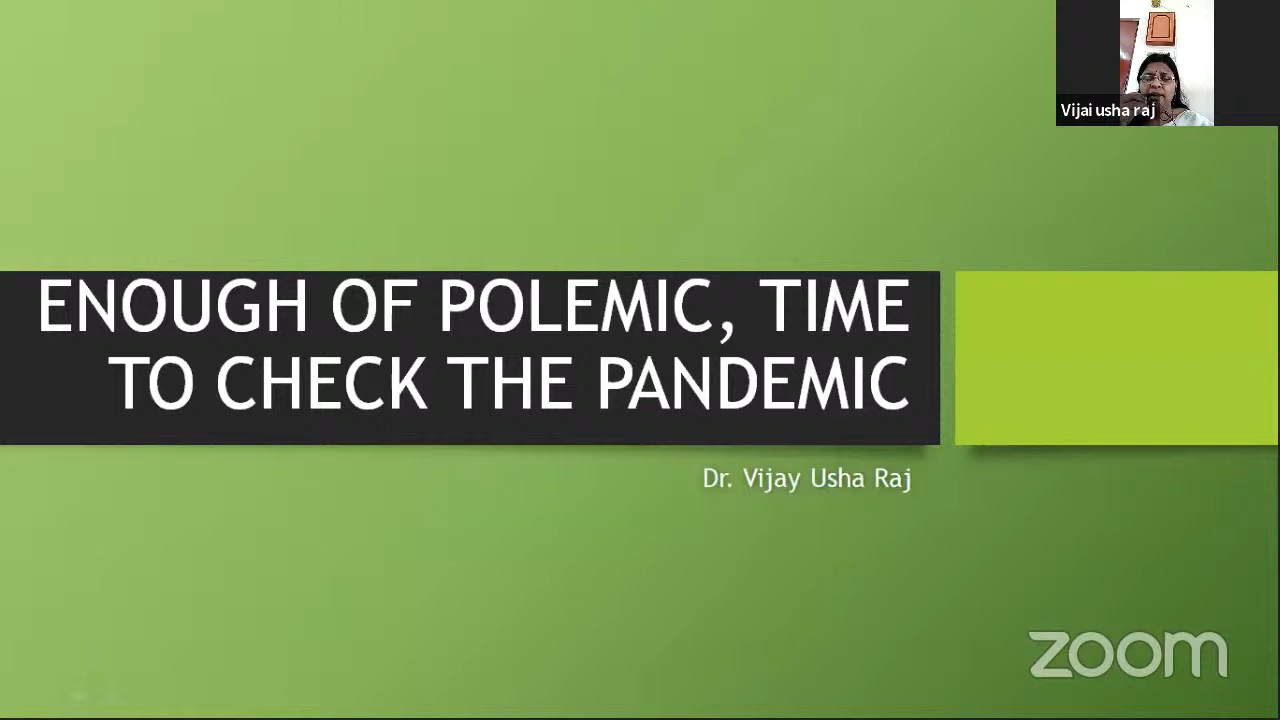 Vijai usha raj
ENOUGH OF POLEMIC, TIME
TO CHECK THE PANDEMIC
Dr. Vijay Usha Raj
zoom